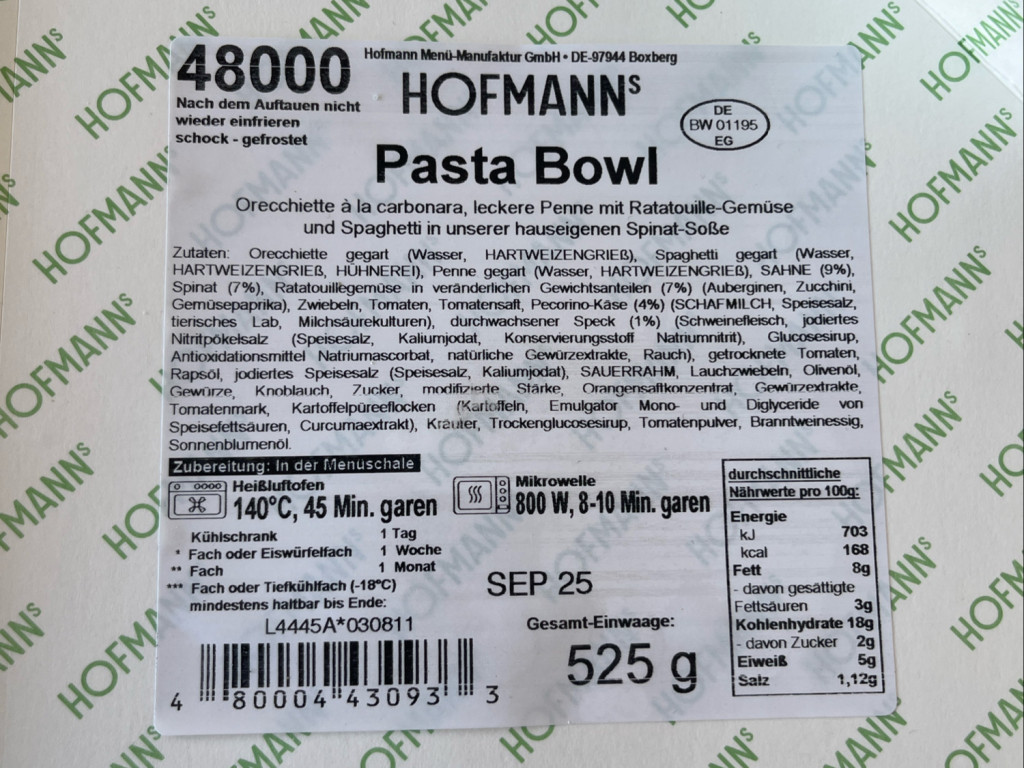 48000
Hofmann Menü-Manufaktur GmbH • DE-97944 Boxberg
HOFMANNS
Nach dem Auftauen nicht
wieder einfrieren
schock - gefrostet
DE
BW 01195
EG
Pasta Bowl
Orecchiette à la carbonara, leckere Penne mit Ratatouille-Gemüse
und Spaghetti in unserer hauseigenen Spinat-Soße
Zutaten: Orecchiette gegart (Wasser, HARTWEIZENGRIEß), Spaghetti gegart (Wasser,
HARTWEIZENGRIEß, HÜHNEREI), Penne gegart (Wasser, HARTWEIZENGRIEß), SAHNE (9%),
Spinat (7%), Ratatouillegemüse in veränderlichen Gewichtsanteilen (7%) (Auberginen, Zucchini,
Gemüsepaprika), Zwiebeln, Tomaten, Tomatensaft, Pecorino-Käse (4%) (SCHAFMILCH, Speisesalz,
tierisches Lab, Milchsäurekulturen), durchwachsener Speck (1%) (Schweinefleisch, jodiertes
Nitritpökelsalz (Speisesalz, Kaliumjodat, Konservierungsstoff Natriumnitrit), Glucosesirup,
Antioxidationsmittel Natriumascorbat, natürliche Gewürzextrakte, Rauch), getrocknete Tomaten,
Rapsöl, jodiertes Speisesalz (Speisesalz, Kaliumjodat), SAUERRAHM, Lauchzwiebeln, Olivenöl,
Gewürze, Knoblauch, Zucker, modifizierte Stärke, Orangensaftkonzentrat, Gewürzextrakte,
Tomatenmark, Kartoffelpüreeflocken (Kartoffeln, Emulgator Mono- und Diglyceride von
Speisefettsäuren, Curcumaextrakt), Kräuter, Trockenglucosesirup, Tomatenpulver, Branntweinessig,
Sonnenblumenöl.
Zubereitung: In der Menüschale
Heißluftofen
140°C, 45 Min. garen
Mikrowelle
800 W, 8-10 Min. garen
Kühlschrank 1 Tag
* Fach oder Eiswürfelfach 1 Woche
** Fach 1 Monat
*** Fach oder Tiefkühlfach (-18°C)
mindestens haltbar bis Ende:
SEP 25
L4445A*030811
Gesamt-Einwaage:
525 g
4 80004 43093 3
durchschnittliche
Nährwerte pro 100g:
Energie
kJ 703
kcal 168
Fett 8g
- davon gesättigte
Fettsäuren 3g
Kohlenhydrate 18g
- davon Zucker 2g
Eiweiß 5g
Salz 1,12g